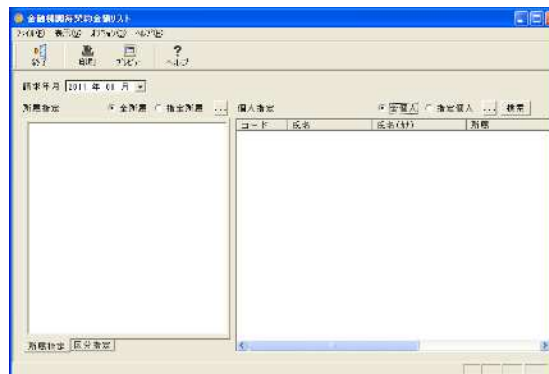 金融機関毎契約金額リスト
ファイル(F) 表示(V) オプション(O) ヘルプ(H)
終了 印刷 プレビュー ヘルプ
請求年月 2011 年 01 月
所属指定 全所属 指定所属 ...
個人指定 全個人 指定個人 ... 検索
コード 氏名 氏名(カナ) 所属
所属指定 区分指定